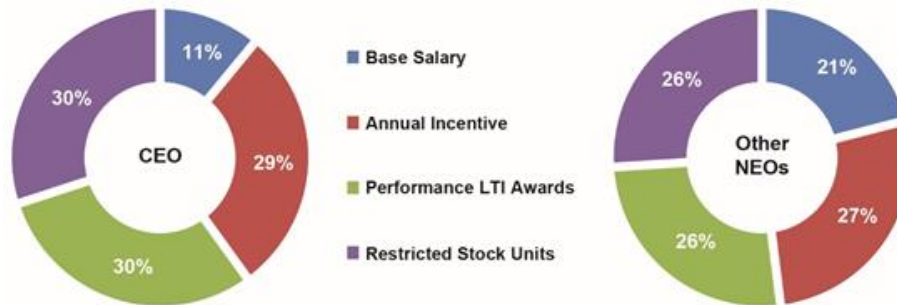 11%
29%
30%
30%
CEO
Base Salary
Annual Incentive
Performance LTI Awards
Restricted Stock Units
21%
27%
26%
26%
Other
NEOs